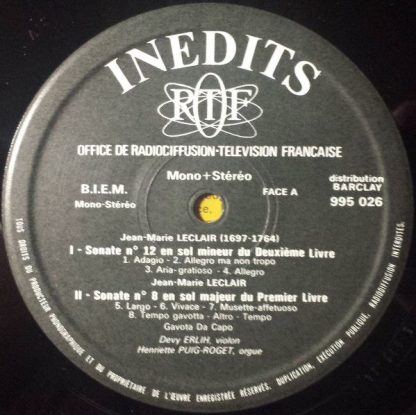 INEDITS
RTF
OFFICE DE RADIOCIFFUSION-TELEVISION FRANCAISE
Mono+Stéréo
B.I.E.M.
Mono-Stéréo
FACE A
distribution
BARCLAY
995 026
Jean-Marie LECLAIR (1697-1764)
I - Sonate n° 12 en sol mineur du Deuxième Livre
1. Adagio - 2. Allegro ma non tropo
3. Aria-gratioso - 4. Allegro
Jean-Marie LECLAIR
II - Sonate n° 8 en sol majeur du Premier Livre
5. Largo - 6. Vivace - 7. Musette-affetuoso
8. Tempo gavotta - Altro - Tempo
Gavota Da Capo
Devy ERLIH, violon
Henriette PUIG-ROGET, orgue
TOUS DROITS DU PRODUCTEUR PHONOGRAPHIQUE ET DU PROPRIÉTAIRE DE L'ŒUVRE ENREGISTRÉE RÉSERVÉS. DUPLICATION, EXÉCUTION PUBLIQUE, RADIODIFFUSION INTERDITES.